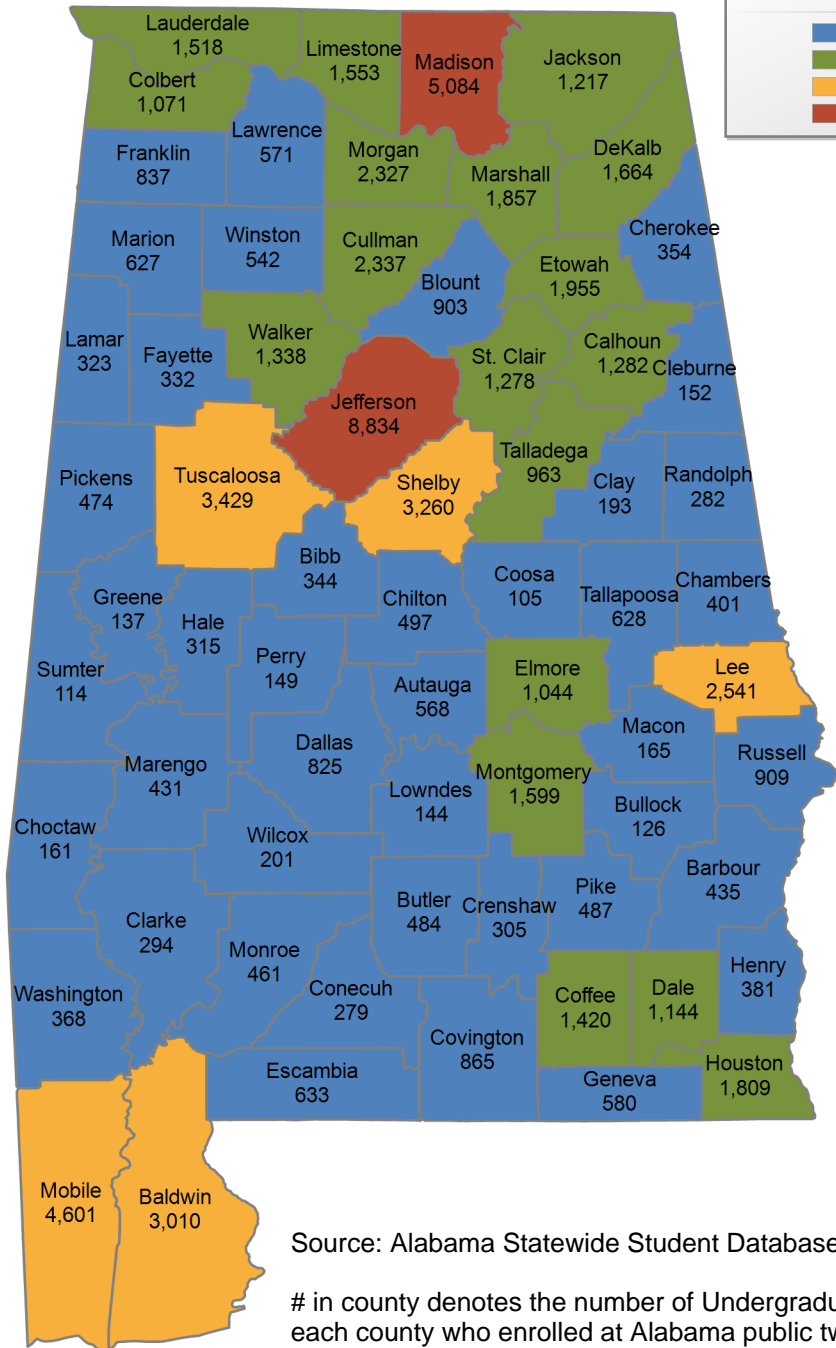 Lauderdale
1,518
Limestone
1,553
Madison
5,084
Jackson
1,217
Colbert
1,071
Lawrence
571
Franklin
837
Morgan
2,327
Marshall
1,857
DeKalb
1,664
Cherokee
354
Marion
627
Winston
542
Cullman
2,337
Blount
903
Etowah
1,955
Lamar
323
Fayette
332
Walker
1,338
Jefferson
8,834
St. Clair
1,278
Calhoun
1,282
Cleburne
152
Pickens
474
Tuscaloosa
3,429
Shelby
3,260
Talladega
963
Clay
193
Randolph
282
Bibb
344
Greene
137
Hale
315
Chilton
497
Coosa
105
Tallapoosa
628
Chambers
401
Sumter
114
Perry
149
Autauga
568
Elmore
1,044
Lee
2,541
Marengo
431
Dallas
825
Lowndes
144
Montgomery
1,599
Macon
165
Russell
909
Bullock
126
Choctaw
161
Wilcox
201
Clarke
294
Butler
484
Crenshaw
305
Pike
487
Barbour
435
Monroe
461
Conecuh
279
Washington
368
Covington
865
Coffee
1,420
Dale
1,144
Henry
381
Escambia
633
Geneva
580
Houston
1,809
Mobile
4,601
Baldwin
3,010
Source: Alabama Statewide Student Database
# in county denotes the number of Undergradu
each county who enrolled at Alabama public tw